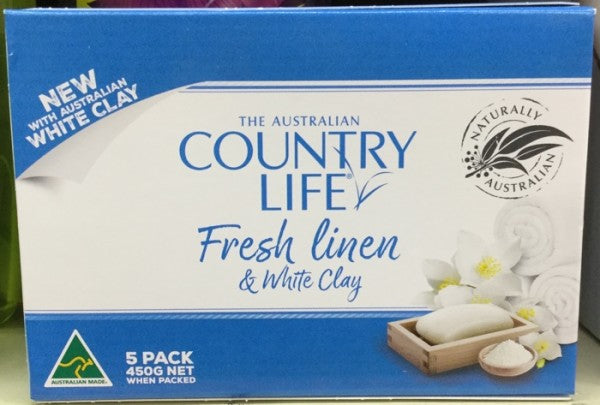 NEW
WITH AUSTRALIAN
WHITE CLAY
THE AUSTRALIAN
COUNTRY
LIFE
Fresh linen
& White Clay
NATURALLY
AUSTRALIAN
5 PACK
450G NET
WHEN PACKED
AUSTRALIAN MADE